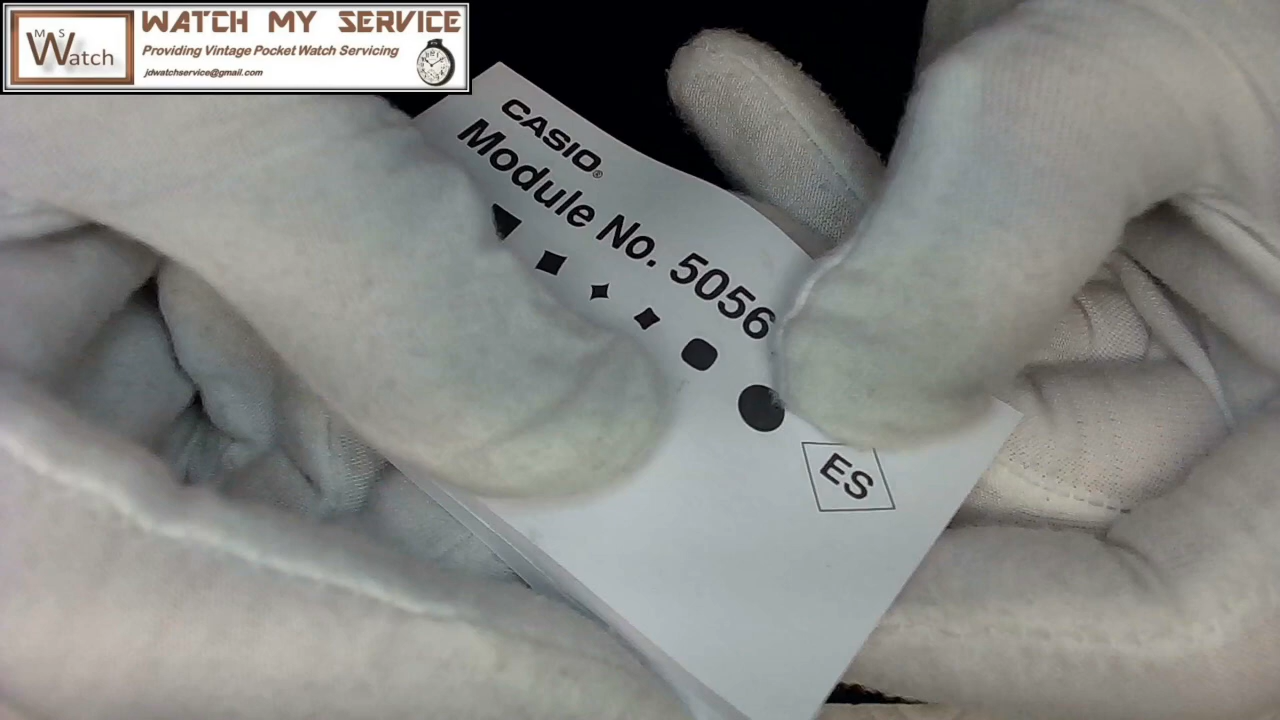 M S
Watch
WATCH MY SERVICE
Providing Vintage Pocket Watch Servicing
jdwatchservice@gmail.com
CASIO®
Module No. 5056
ES